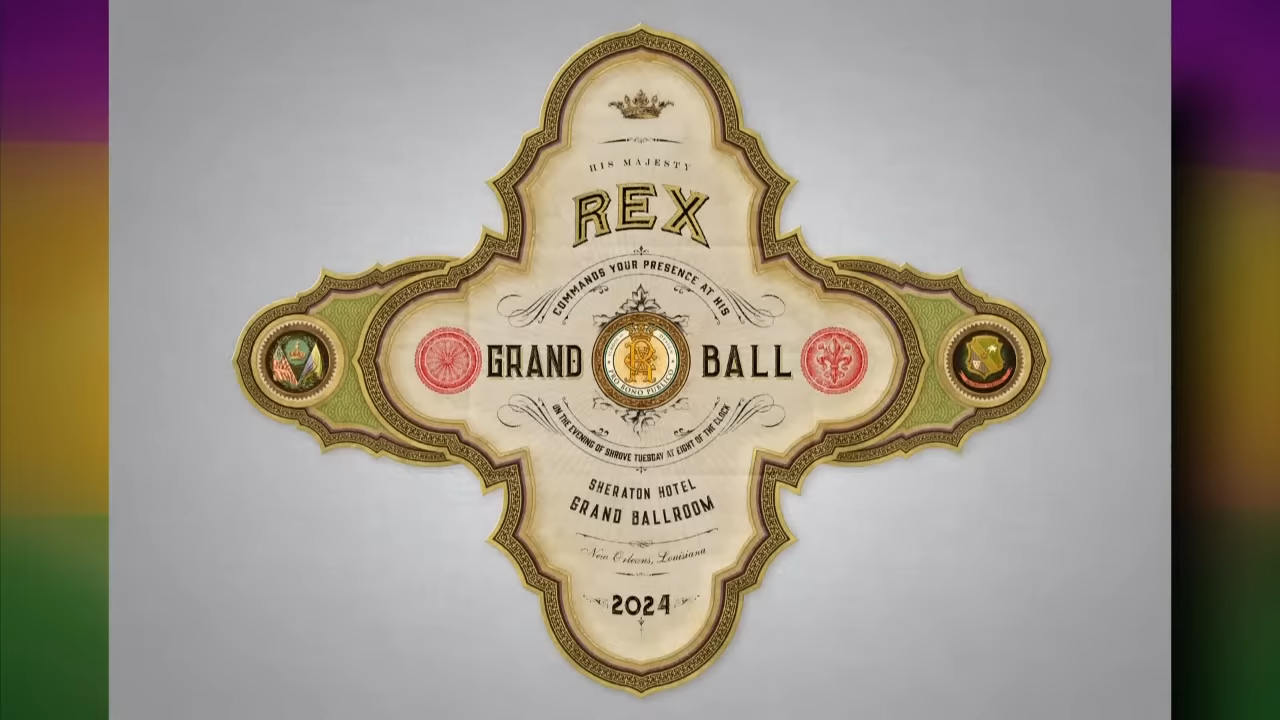 HIS MAJESTY
REX
COMMANDS YOUR PRESENCE AT HIS
GRAND BALL
PRO BONO PUBLICO
ON THE EVENING OF SHROVE TUESDAY AT EIGHT OF THE CLOCK
SHERATON HOTEL
GRAND BALLROOM
New Orleans, Louisiana
2024